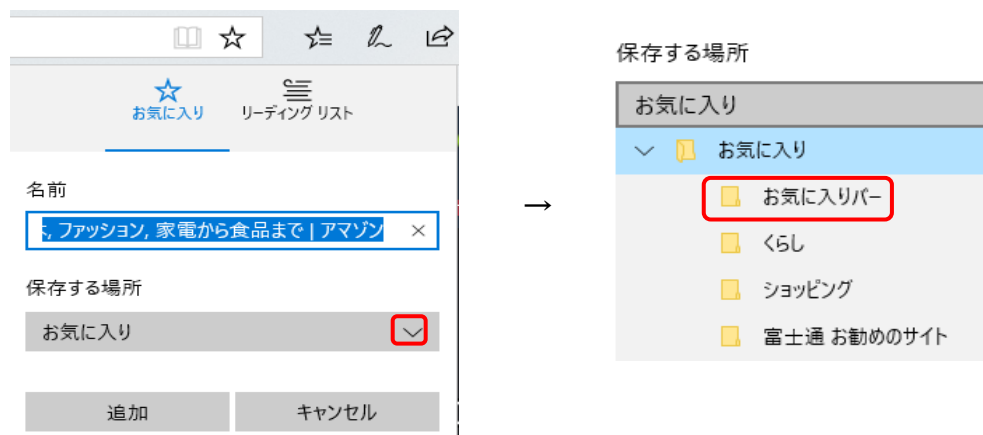 お気に入り
リーディング リスト
名前
, ファッション, 家電から食品まで | アマゾン
保存する場所
お気に入り
追加
キャンセル
→
保存する場所
お気に入り
お気に入り
お気に入りバー
くらし
ショッピング
富士通 お勧めのサイト